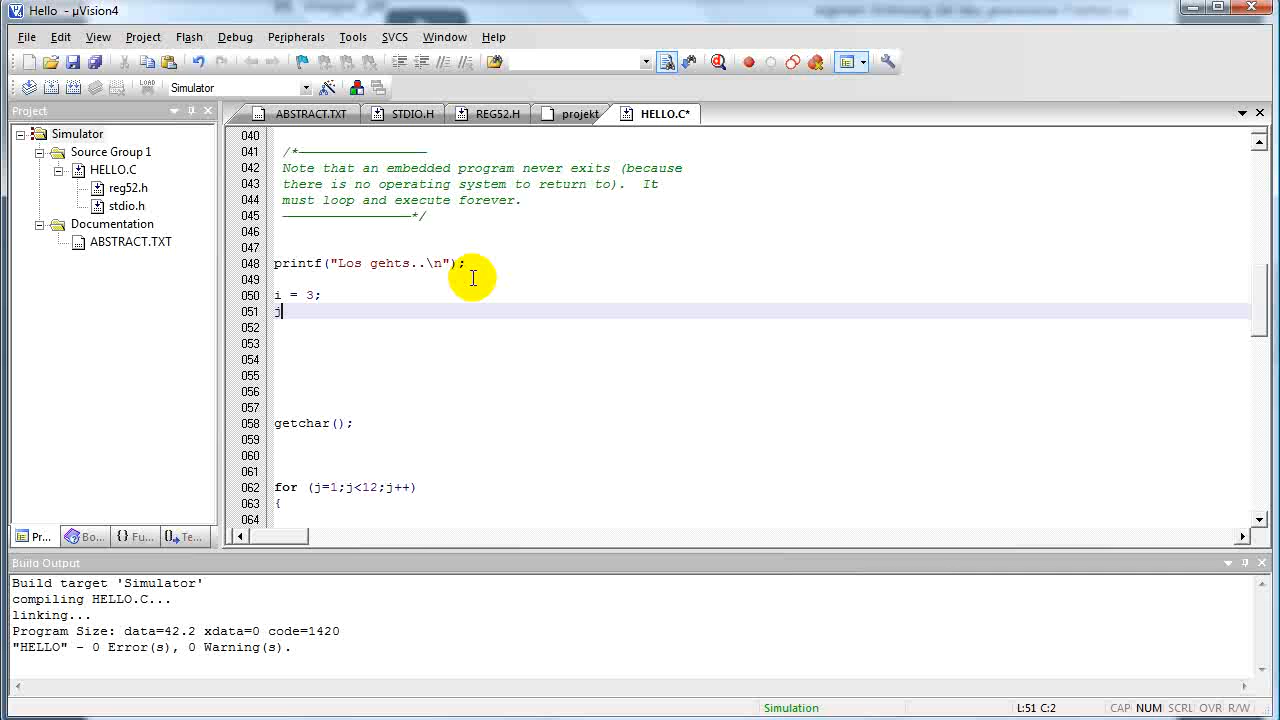 Hello - µVision4
File Edit View Project Flash Debug Peripherals Tools SVCS Window Help
LOAD Simulator
Project
Simulator
Source Group 1
HELLO.C
reg52.h
stdio.h
Documentation
ABSTRACT.TXT
Pr... Bo... {} Fu... Te...
ABSTRACT.TXT STDIO.H REG52.H projekt HELLO.C*
040
041 /*————————————————
042 Note that an embedded program never exits (because
043 there is no operating system to return to). It
044 must loop and execute forever.
045 ————————————————*/
046
047
048 printf("Los gehts..\n");
049
050 i = 3;
051 j
052
053
054
055
056
057
058 getchar();
059
060
061
062 for (j=1;j<12;j++)
063 {
064
Build Output
Build target 'Simulator'
compiling HELLO.C...
linking...
Program Size: data=42.2 xdata=0 code=1420
"HELLO" - 0 Error(s), 0 Warning(s).
Simulation L:51 C:2 CAP NUM SCRL OVR R/W